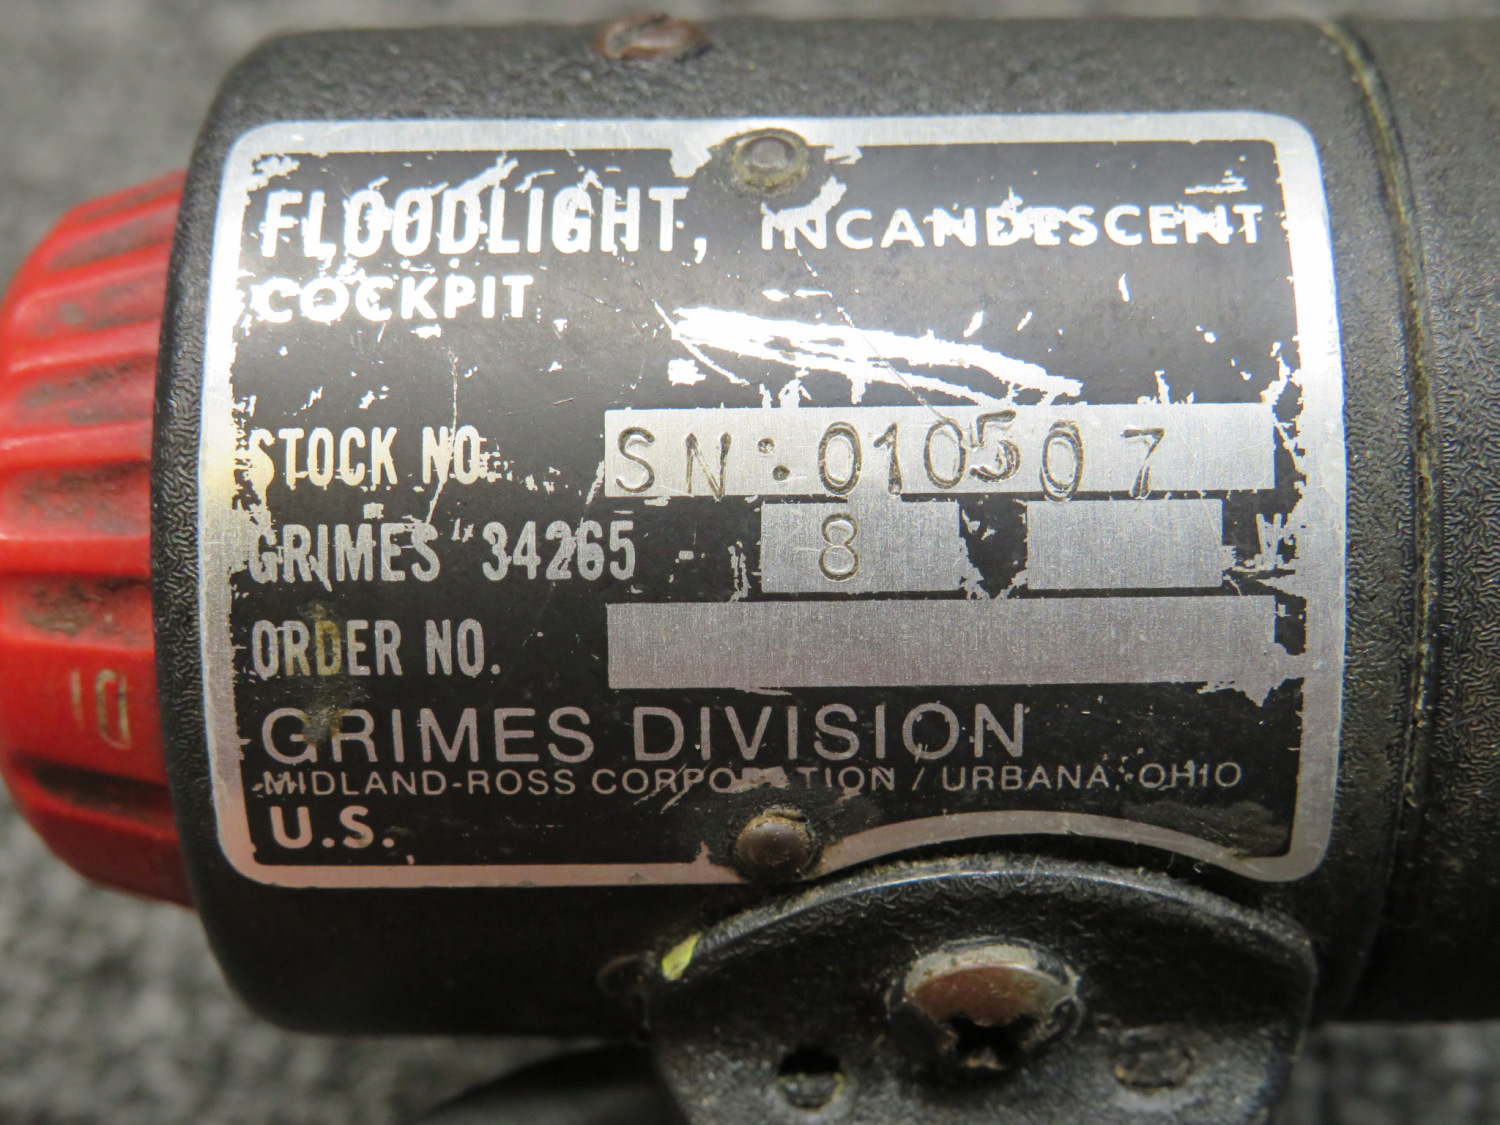 FLOODLIGHT, INCANDESCENT
COCKPIT
STOCK NO. SN:010507
GRIMES 34265 - 8
ORDER NO.
GRIMES DIVISION
MIDLAND-ROSS CORPORATION / URBANA, OHIO
U.S.
10